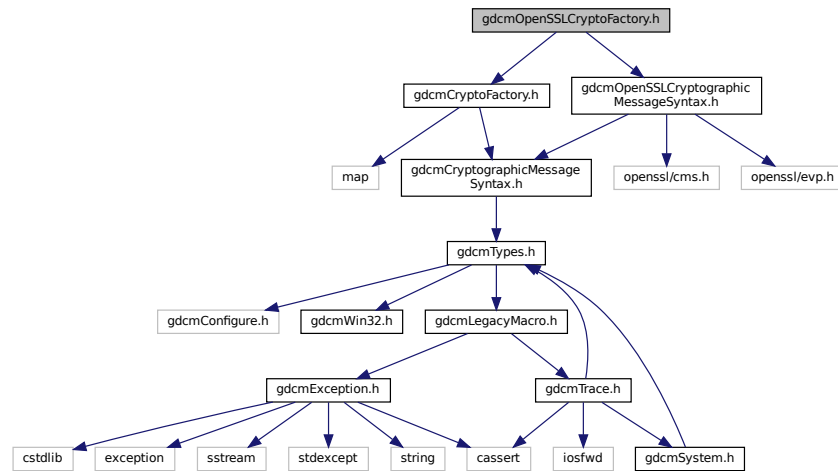 gdcmOpenSSLCryptoFactory.h
gdcmCryptoFactory.h
gdcmOpenSSLCryptographic
MessageSyntax.h
map
gdcmCryptographicMessage
Syntax.h
openssl/cms.h
openssl/evp.h
gdcmTypes.h
gdcmConfigure.h
gdcmWin32.h
gdcmLegacyMacro.h
gdcmException.h
gdcmTrace.h
cstdlib
exception
sstream
stdexcept
string
cassert
iosfwd
gdcmSystem.h